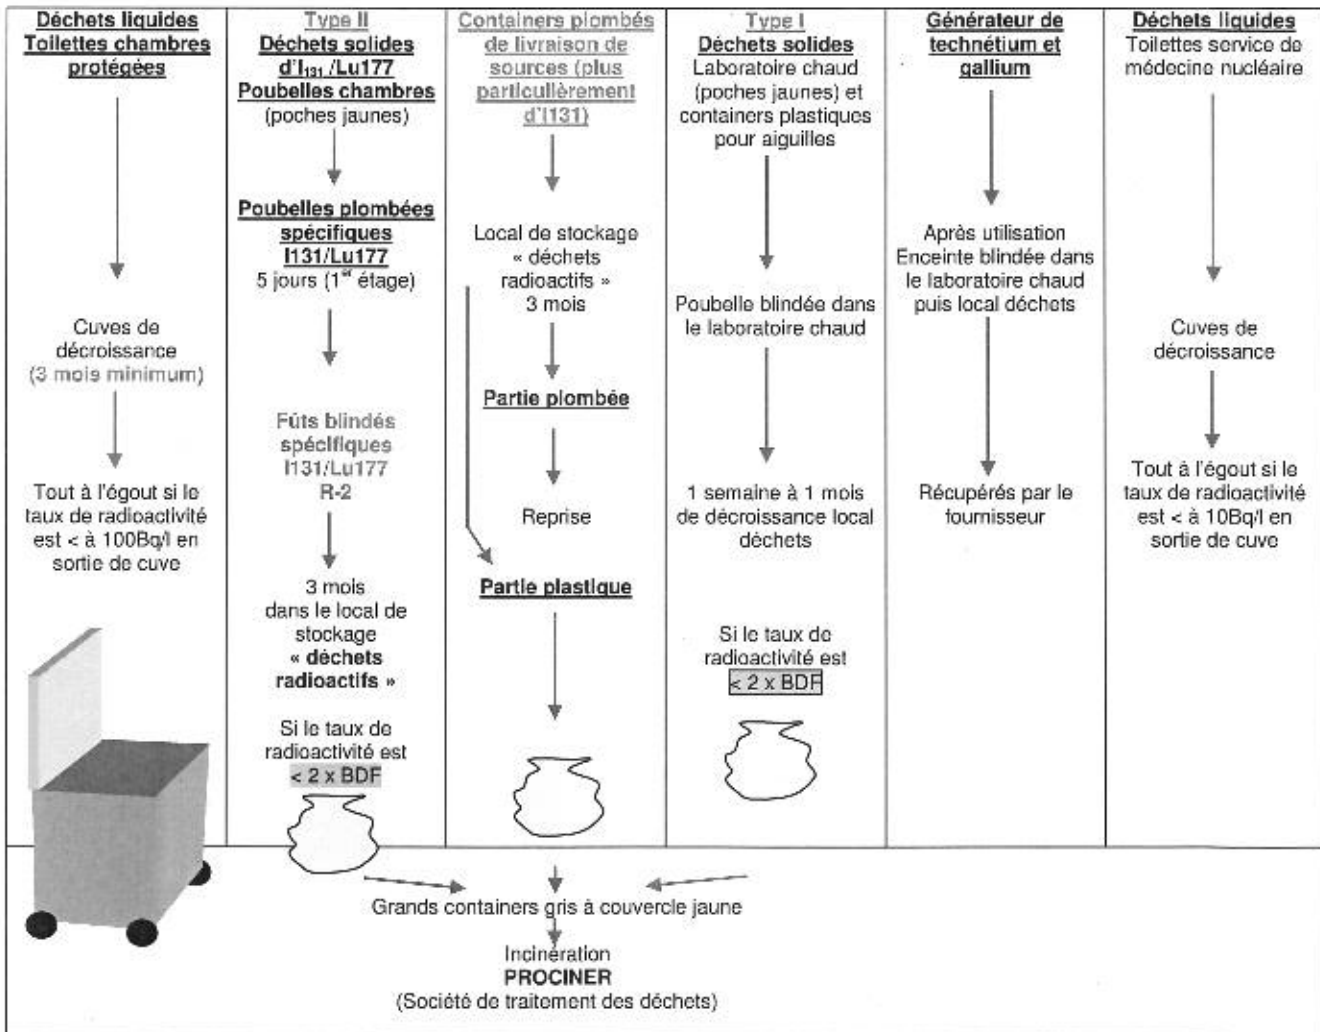 Déchets liquides
Toilettes chambres
protégées
Cuves de
décroissance
(3 mois minimum)
Tout à l'égout si le
taux de radioactivité
est < à 100Bq/l en
sortie de cuve
Type II
Déchets solides
d'I131 /Lu177
Poubelles chambres
(poches jaunes)
Poubelles plombées
spécifiques
I131/Lu177
5 jours (1er étage)
Fûts blindés
spécifiques
I131/Lu177
R-2
3 mois
dans le local de
stockage
« déchets
radioactifs »
Si le taux de
radioactivité est
< 2 x BDF
Containers plombés
de livraison de
sources (plus
particulièrement
d'I131)
Local de stockage
« déchets
radioactifs »
3 mois
Partie plombée
Reprise
Partie plastique
Type I
Déchets solides
Laboratoire chaud
(poches jaunes) et
containers plastiques
pour aiguilles
Poubelle blindée dans
le laboratoire chaud
1 semaine à 1 mois
de décroissance local
déchets
Si le taux de
radioactivité est
< 2 x BDF
Générateur de
technétium et
gallium
Après utilisation
Enceinte blindée dans
le laboratoire chaud
puis local déchets
Récupérés par le
fournisseur
Déchets liquides
Toilettes service de
médecine nucléaire
Cuves de
décroissance
Tout à l'égout si le
taux de radioactivité
est < à 10Bq/l en
sortie de cuve
Grands containers gris à couvercle jaune
Incinération
PROCINER
(Société de traitement des déchets)